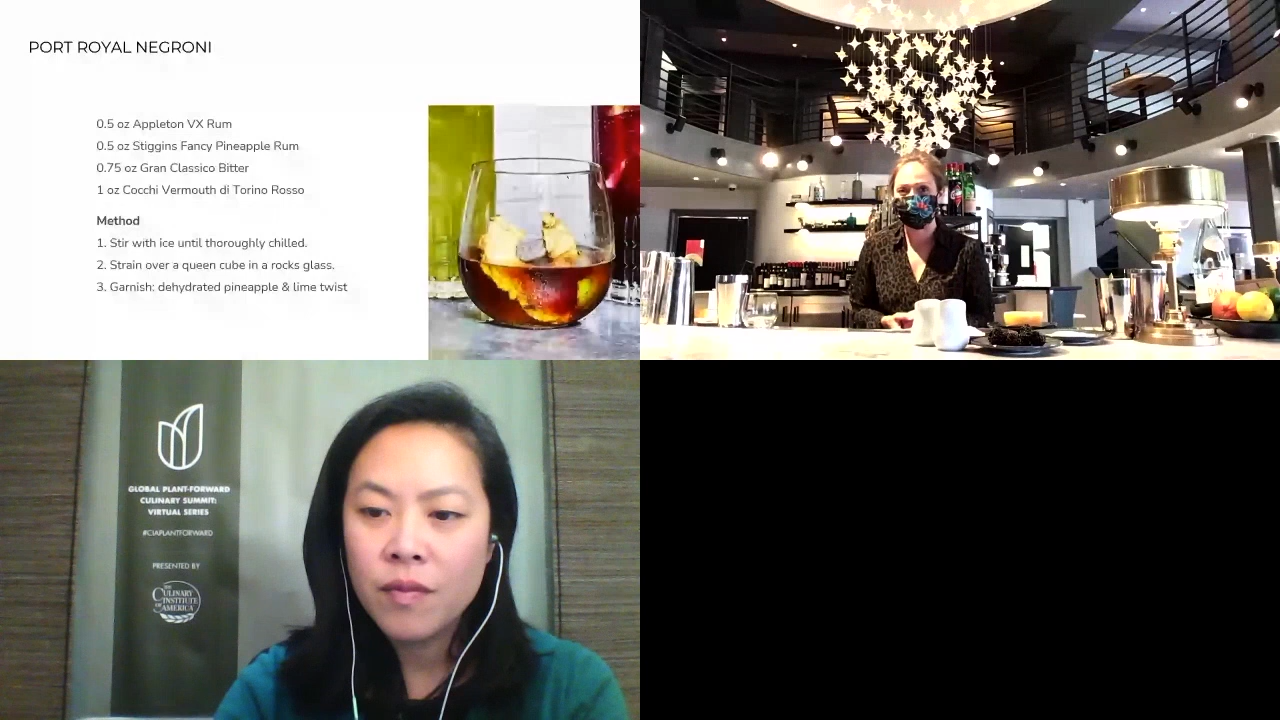 PORT ROYAL NEGRONI
0.5 oz Appleton VX Rum
0.5 oz Stiggins Fancy Pineapple Rum
0.75 oz Gran Classico Bitter
1 oz Cocchi Vermouth di Torino Rosso
Method
1. Stir with ice until thoroughly chilled.
2. Strain over a queen cube in a rocks glass.
3. Garnish: dehydrated pineapple & lime twist
GLOBAL PLANT-FORWARD
CULINARY SUMMIT:
VIRTUAL SERIES
#CIAPLANTFORWARD
PRESENTED BY
THE
CULINARY
INSTITUTE
OF AMERICA